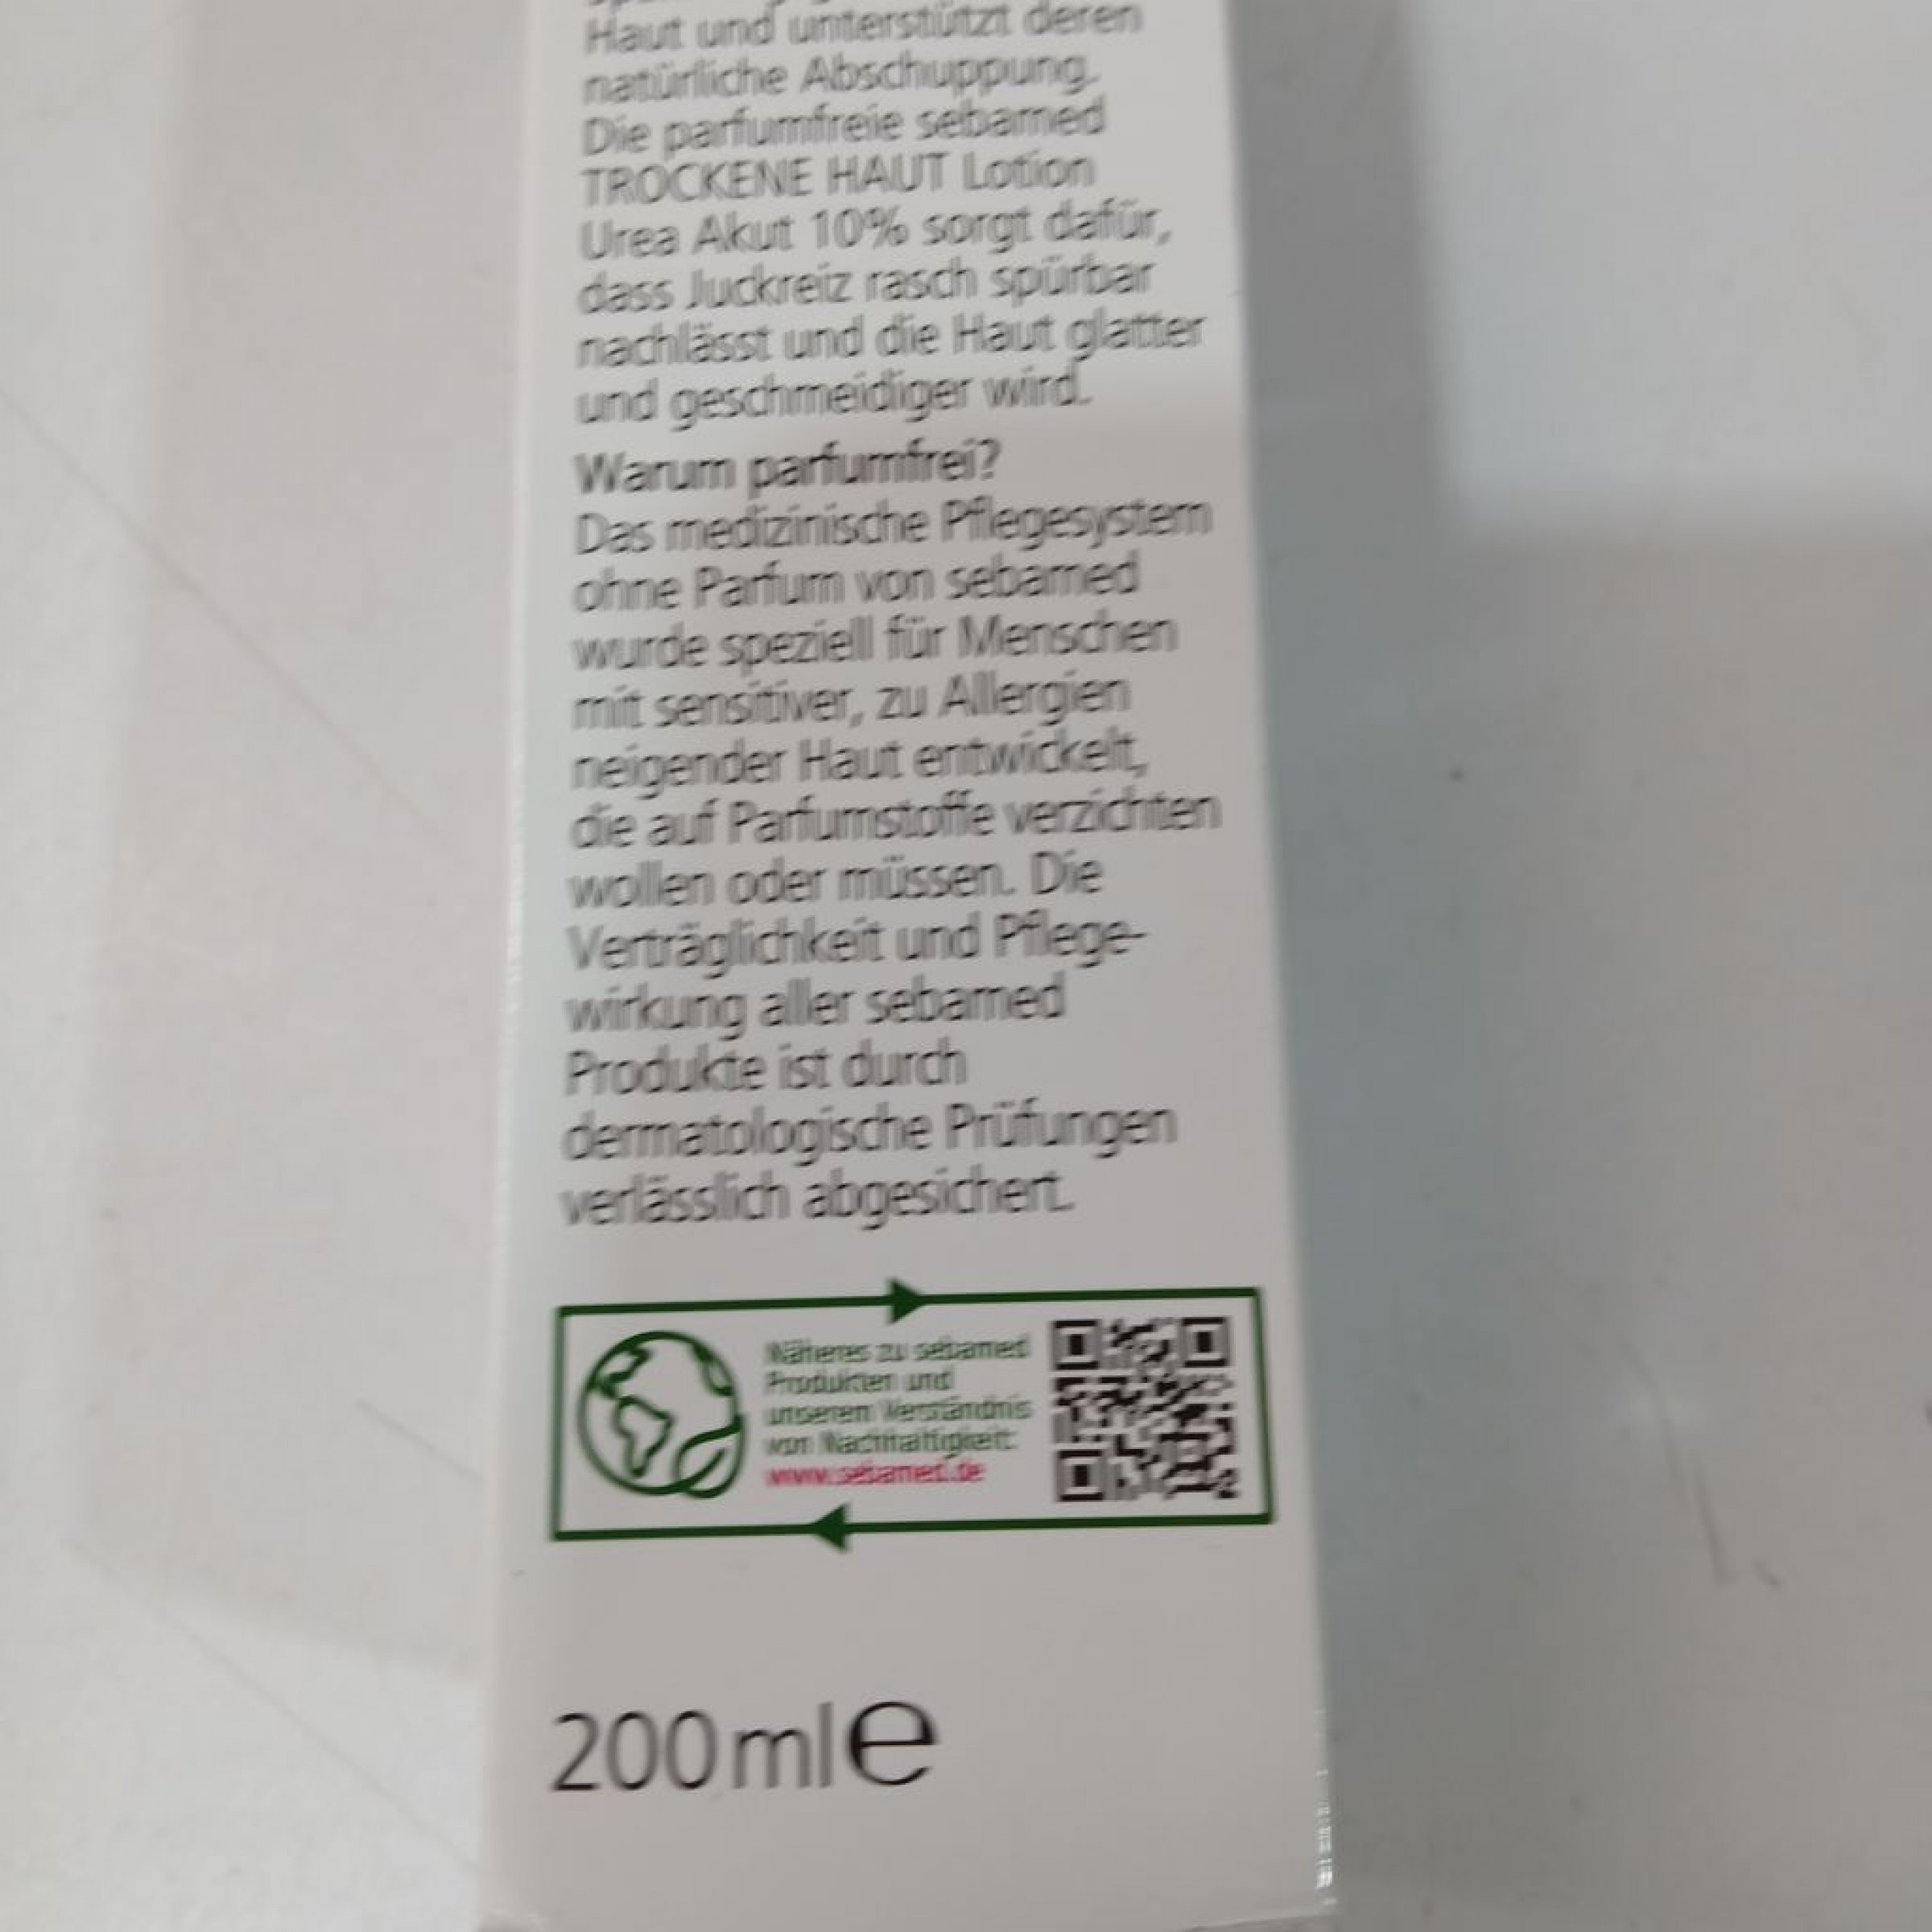 Haut und unterstützt deren
natürliche Abschuppung.
Die parfumfreie sebamed
TROCKENE HAUT Lotion
Urea Akut 10% sorgt dafür,
dass Juckreiz rasch spürbar
nachlässt und die Haut glatter
und geschmeidiger wird.
Warum parfumfrei?
Das medizinische Pflegesystem
ohne Parfum von sebamed
wurde speziell für Menschen
mit sensitiver, zu Allergien
neigender Haut entwickelt,
die auf Parfumstoffe verzichten
wollen oder müssen. Die
Verträglichkeit und Pflege-
wirkung aller sebamed
Produkte ist durch
dermatologische Prüfungen
verlässlich abgesichert.
Näheres zu sebamed
Produkten und
unserem Verständnis
von Nachhaltigkeit:
www.sebamed.de
200 ml e